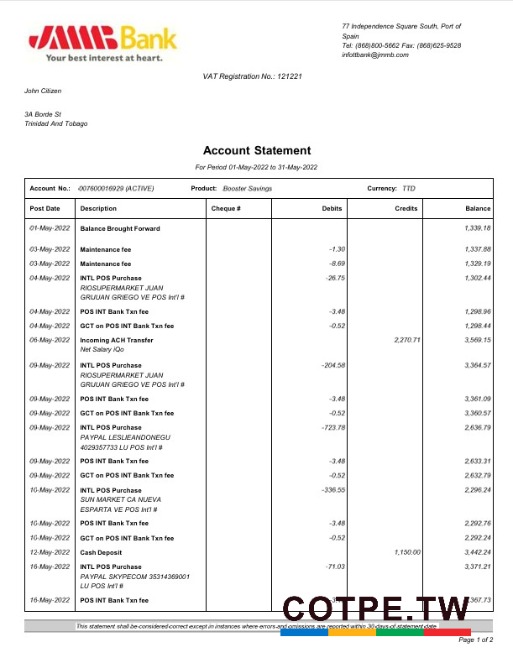 JMMB Bank
Your best interest at heart.
77 Independence Square South, Port of
Spain
Tel: (868)800-5662 Fax: (868)625-9528
infottbank@jmmb.com
VAT Registration No.: 121221
John Citizen
3A Borde St
Trinidad And Tobago
Account Statement
For Period 01-May-2022 to 31-May-2022
Account No.: 007600016929 (ACTIVE) Product: Booster Savings Currency: TTD
Post Date Description Cheque # Debits Credits Balance
01-May-2022 Balance Brought Forward 1,339.18
03-May-2022 Maintenance fee -1.30 1,337.88
03-May-2022 Maintenance fee -8.69 1,329.19
04-May-2022 INTL POS Purchase -26.75 1,302.44
RIOSUPERMARKET JUAN
GRIJUAN GRIEGO VE POS Int'l #
04-May-2022 POS INT Bank Txn fee -3.48 1,298.96
04-May-2022 GCT on POS INT Bank Txn fee -0.52 1,298.44
06-May-2022 Incoming ACH Transfer 2,270.71 3,569.15
Net Salary iQo
09-May-2022 INTL POS Purchase -204.58 3,364.57
RIOSUPERMARKET JUAN
GRIJUAN GRIEGO VE POS Int'l #
09-May-2022 POS INT Bank Txn fee -3.48 3,361.09
09-May-2022 GCT on POS INT Bank Txn fee -0.52 3,360.57
09-May-2022 INTL POS Purchase -723.78 2,636.79
PAYPAL LESLIEANDONEGU
4029357733 LU POS Int'l #
09-May-2022 POS INT Bank Txn fee -3.48 2,633.31
09-May-2022 GCT on POS INT Bank Txn fee -0.52 2,632.79
10-May-2022 INTL POS Purchase -336.55 2,296.24
SUN MARKET CA NUEVA
ESPARTA VE POS Int'l #
10-May-2022 POS INT Bank Txn fee -3.48 2,292.76
10-May-2022 GCT on POS INT Bank Txn fee -0.52 2,292.24
12-May-2022 Cash Deposit 1,150.00 3,442.24
16-May-2022 INTL POS Purchase -71.03 3,371.21
PAYPAL SKYPECOM 35314369001
LU POS Int'l #
16-May-2022 POS INT Bank Txn fee
COTPE.TW
This statement shall be considered correct except in instances where errors and omissions are reported within 30-days of statement date.
Page 1 of 2